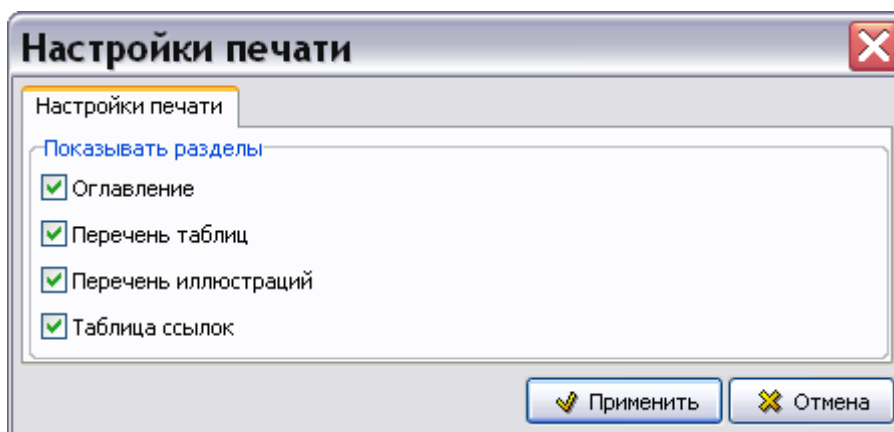 Настройки печати
Настройки печати
Показывать разделы
Оглавление
Перечень таблиц
Перечень иллюстраций
Таблица ссылок
Применить Отмена